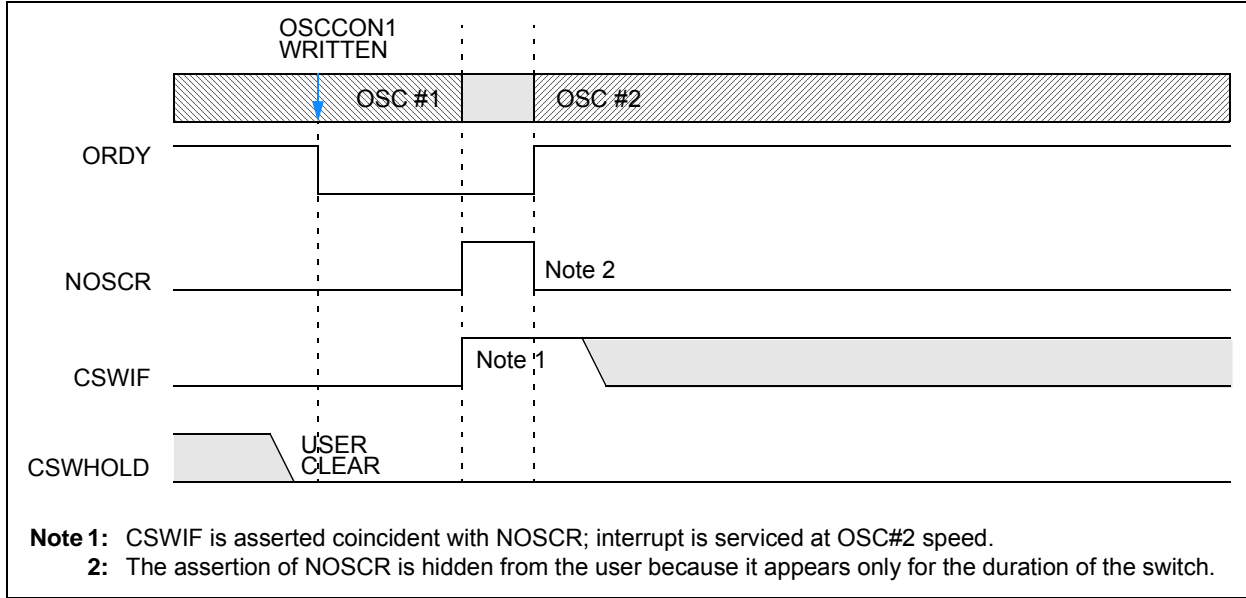 OSCCON1
WRITTEN
OSC #1
OSC #2
ORDY
NOSCR
Note 2
CSWIF
Note 1
CSWHOLD
USER
CLEAR
Note 1: CSWIF is asserted coincident with NOSCR; interrupt is serviced at OSC#2 speed.
2: The assertion of NOSCR is hidden from the user because it appears only for the duration of the switch.